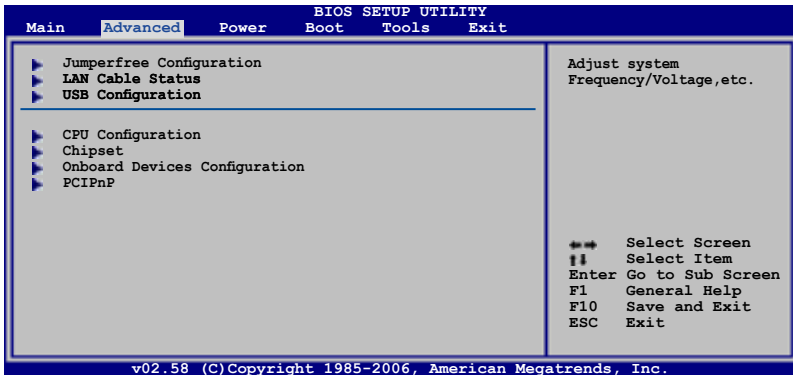 BIOS SETUP UTILITY
Main Advanced Power Boot Tools Exit
Jumperfree Configuration
LAN Cable Status
USB Configuration
CPU Configuration
Chipset
Onboard Devices Configuration
PCIPnP
Adjust system
Frequency/Voltage,etc.
Select Screen
Select Item
Enter Go to Sub Screen
F1 General Help
F10 Save and Exit
ESC Exit
v02.58 (C)Copyright 1985-2006, American Megatrends, Inc.